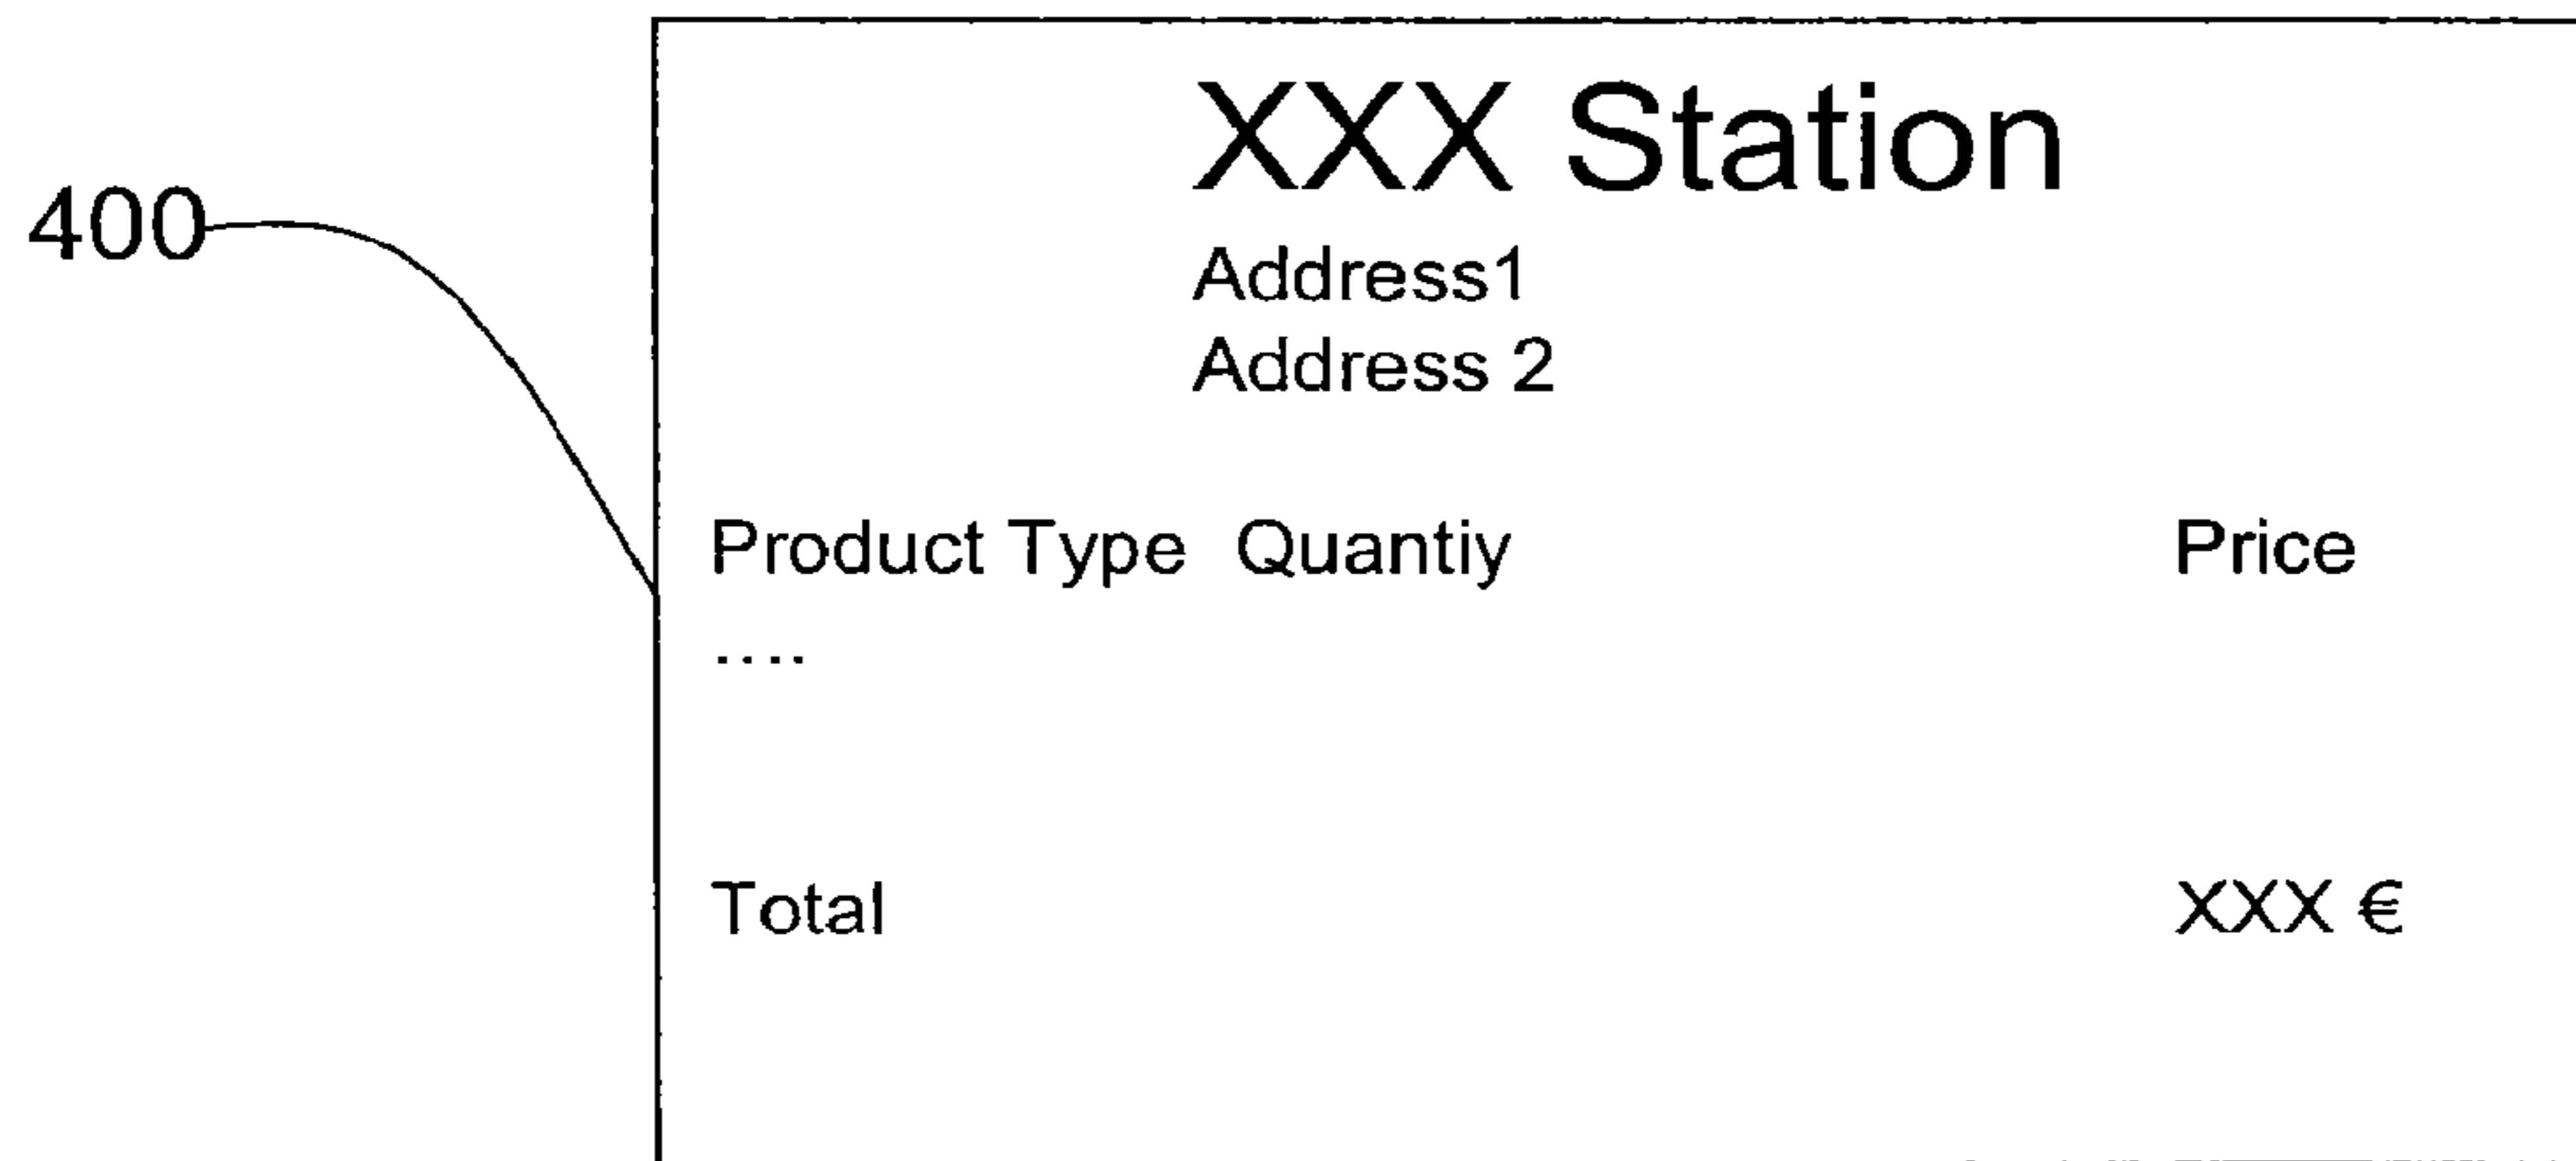 XXX Station
400
Address1
Address 2
Product Type Quantiy Price
....
Total XXX €